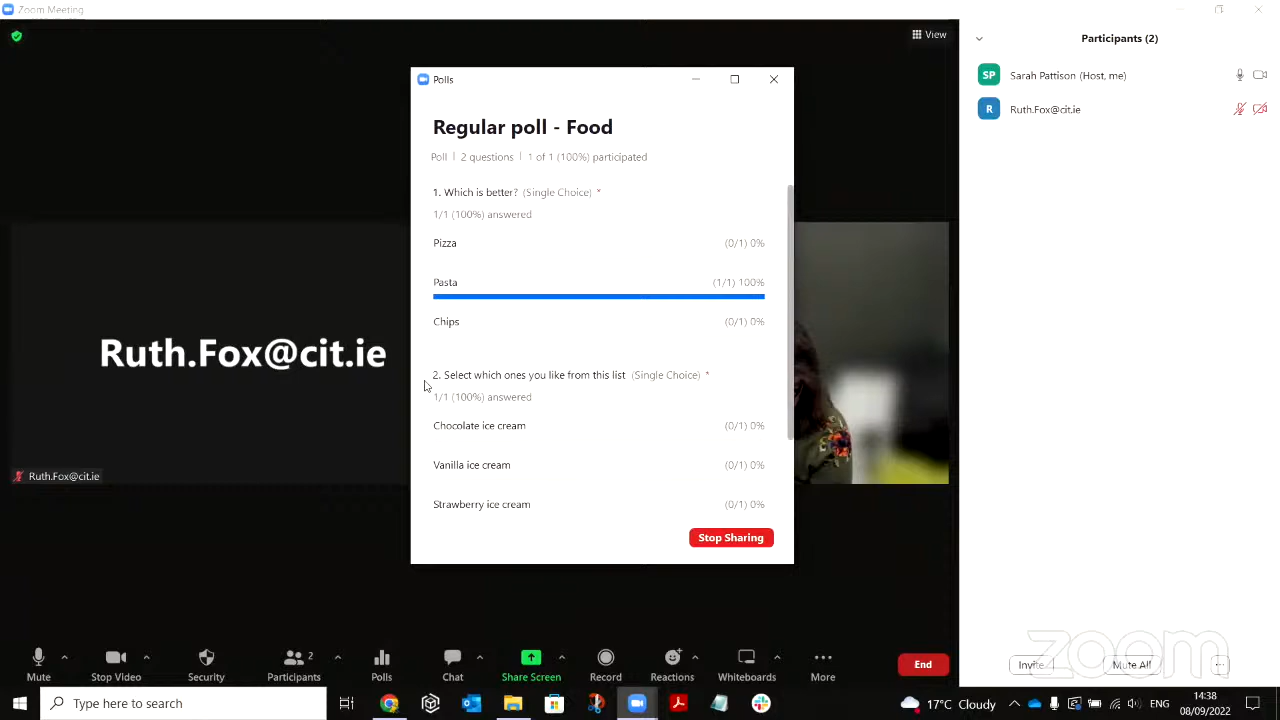 Zoom Meeting
View
Participants (2)
SP Sarah Pattison (Host, me)
R Ruth.Fox@cit.ie
Polls
Regular poll - Food
Poll | 2 questions | 1 of 1 (100%) participated
1. Which is better? (Single Choice) *
1/1 (100%) answered
Pizza (0/1) 0%
Pasta (1/1) 100%
Chips (0/1) 0%
2. Select which ones you like from this list (Single Choice) *
1/1 (100%) answered
Chocolate ice cream (0/1) 0%
Vanilla ice cream (0/1) 0%
Strawberry ice cream (0/1) 0%
Stop Sharing
Ruth.Fox@cit.ie
Ruth.Fox@cit.ie
zoom
Invite Mute All ...
Mute Stop Video Security Participants 2 Polls Chat Share Screen Record Reactions Whiteboards More End
Type here to search
17°C Cloudy ENG 14:38
08/09/2022